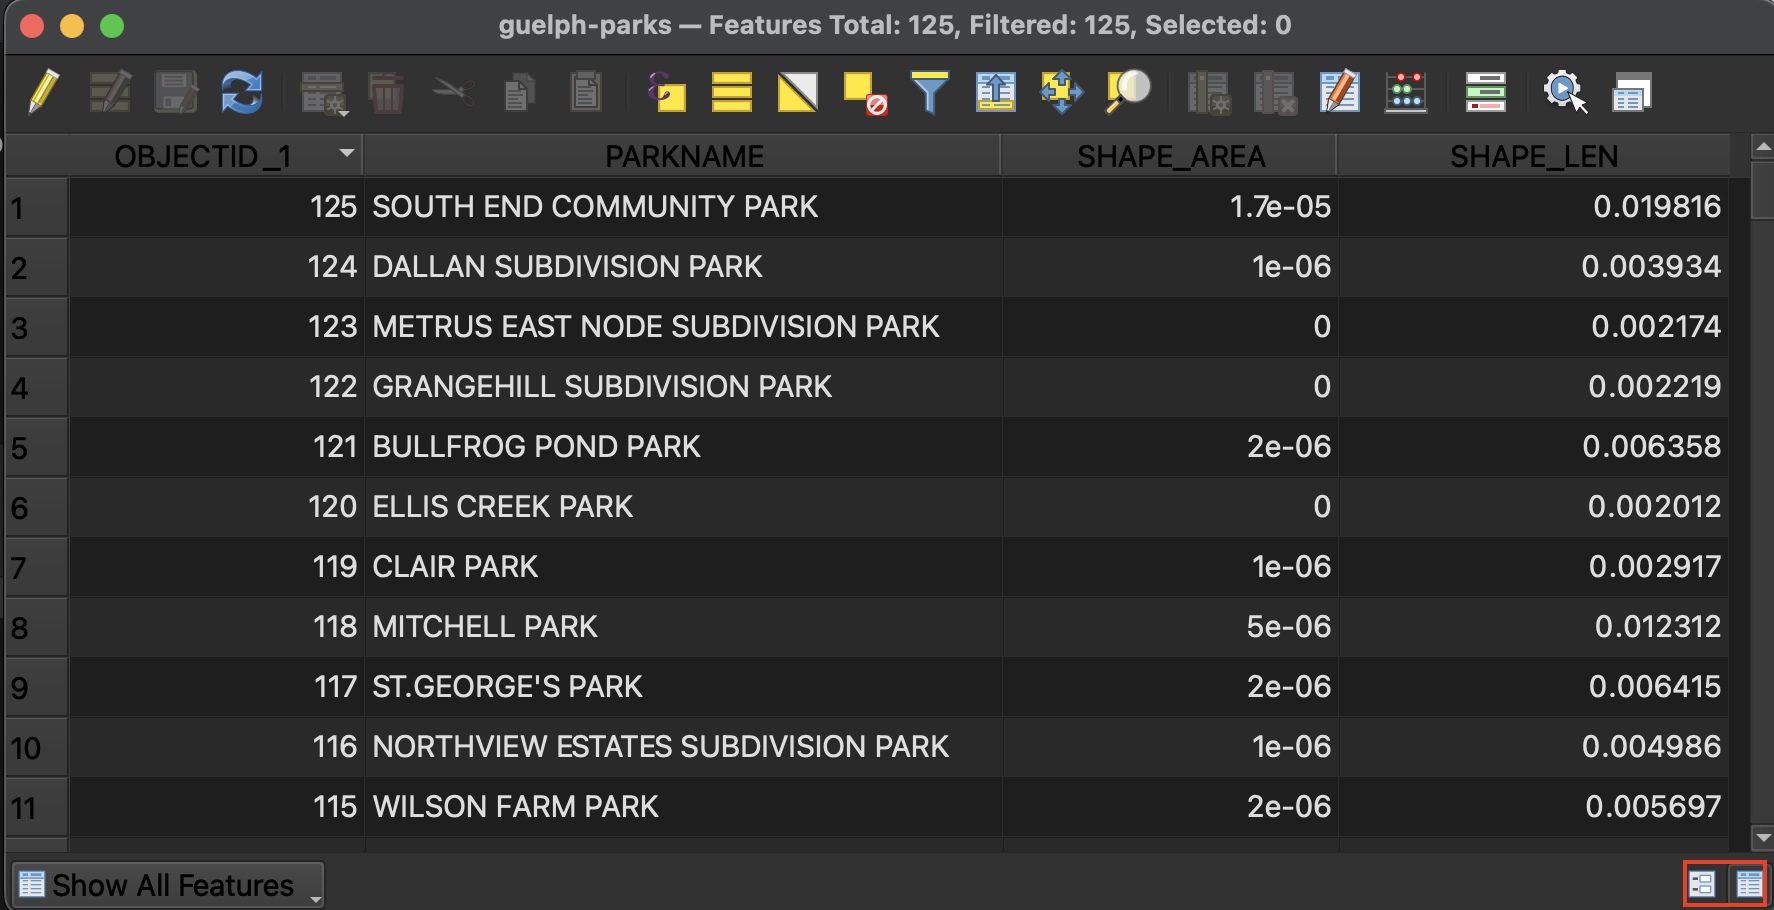 guelph-parks — Features Total: 125, Filtered: 125, Selected: 0
OBJECTID_1 PARKNAME SHAPE_AREA SHAPE_LEN
1 125 SOUTH END COMMUNITY PARK 1.7e-05 0.019816
2 124 DALLAN SUBDIVISION PARK 1e-06 0.003934
3 123 METRUS EAST NODE SUBDIVISION PARK 0 0.002174
4 122 GRANGEHILL SUBDIVISION PARK 0 0.002219
5 121 BULLFROG POND PARK 2e-06 0.006358
6 120 ELLIS CREEK PARK 0 0.002012
7 119 CLAIR PARK 1e-06 0.002917
8 118 MITCHELL PARK 5e-06 0.012312
9 117 ST.GEORGE'S PARK 2e-06 0.006415
10 116 NORTHVIEW ESTATES SUBDIVISION PARK 1e-06 0.004986
11 115 WILSON FARM PARK 2e-06 0.005697
Show All Features